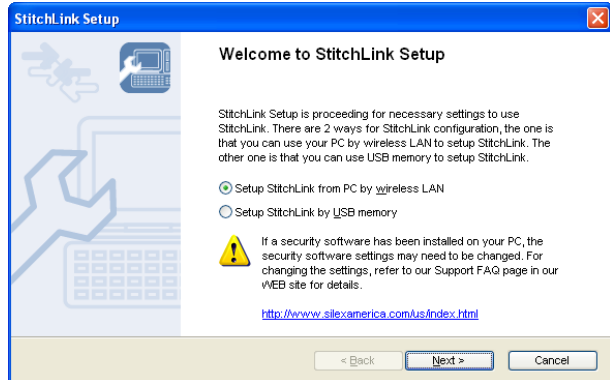 StitchLink Setup
Welcome to StitchLink Setup
StitchLink Setup is proceeding for necessary settings to use
StitchLink. There are 2 ways for StitchLink configuration, the one is
that you can use your PC by wireless LAN to setup StitchLink. The
other one is that you can use USB memory to setup StitchLink.
Setup StitchLink from PC by wireless LAN
Setup StitchLink by USB memory
If a security software has been installed on your PC, the
security software settings may need to be changed. For
changing the settings, refer to our Support FAQ page in our
WEB site for details.
http://www.silexamerica.com/us/index.html
< Back
Next >
Cancel